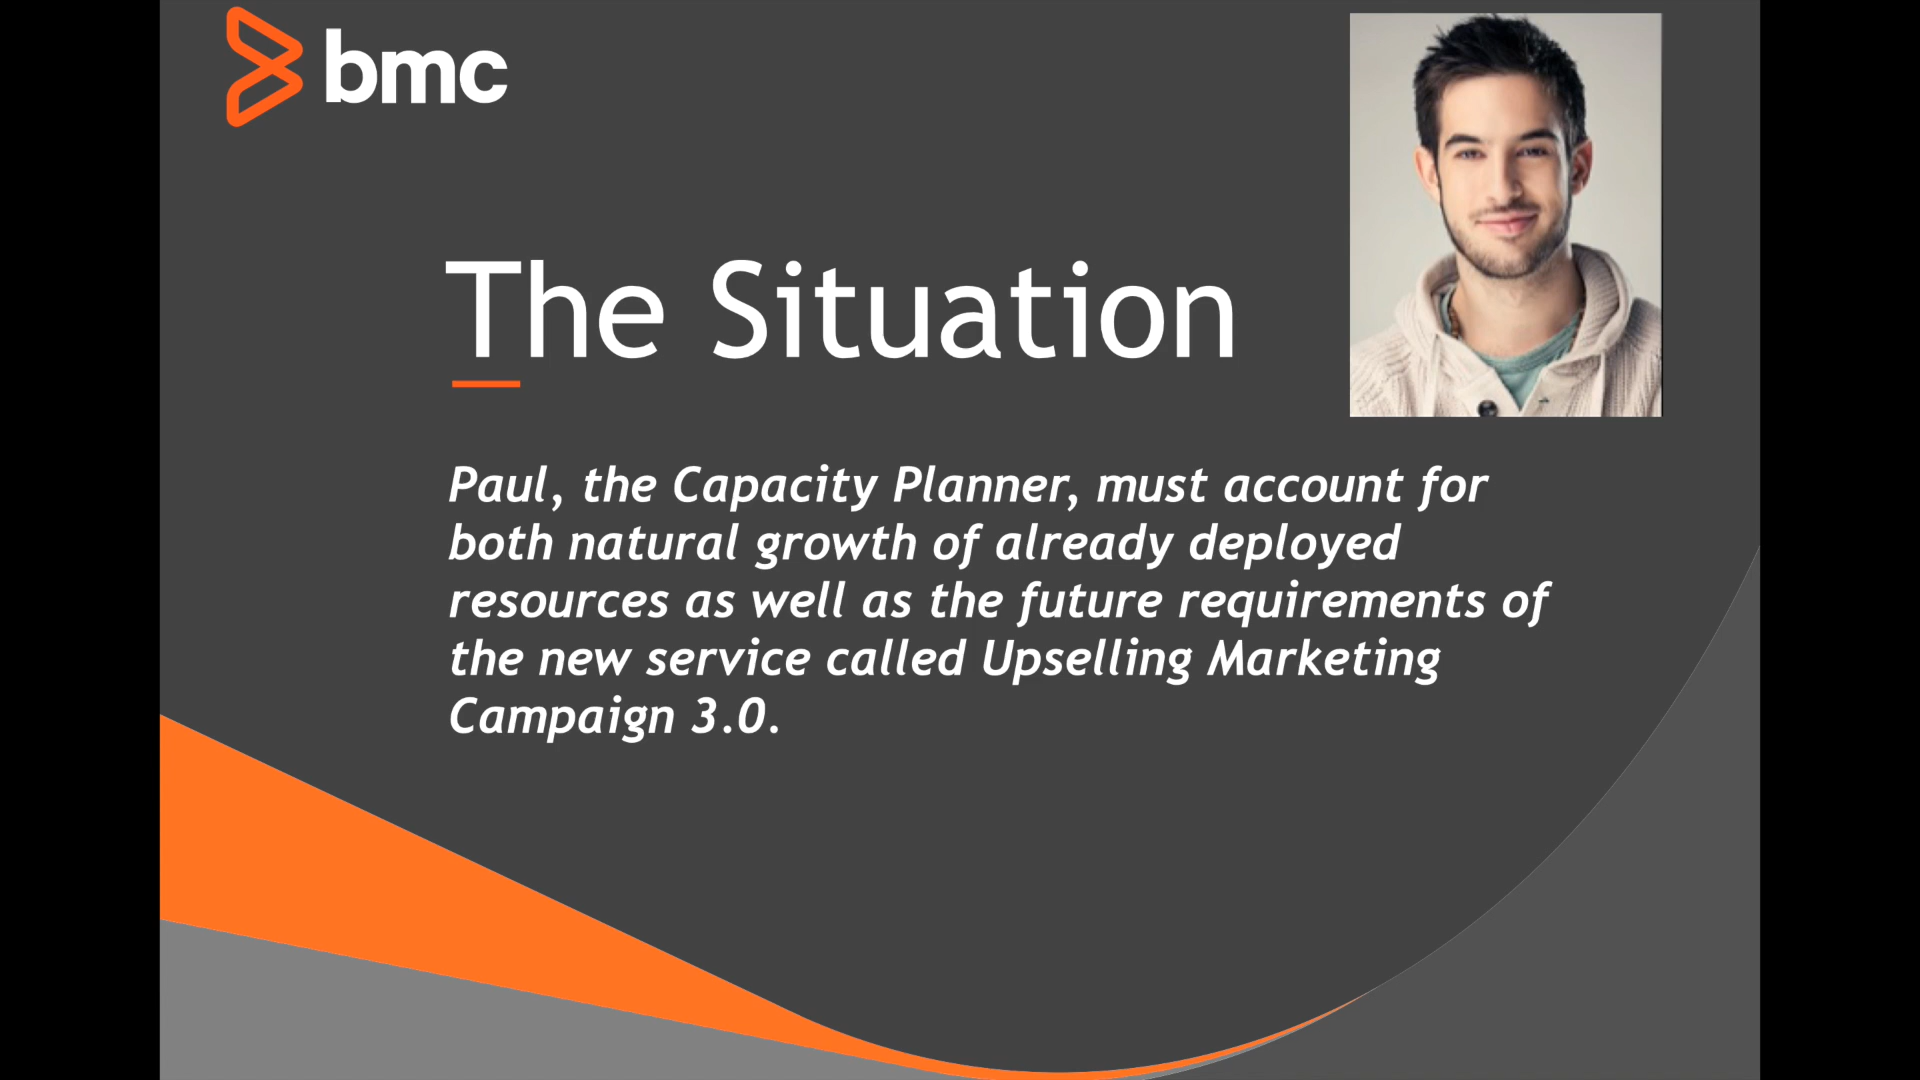 bmc
The Situation
Paul, the Capacity Planner, must account for
both natural growth of already deployed
resources as well as the future requirements of
the new service called Upselling Marketing
Campaign 3.0.